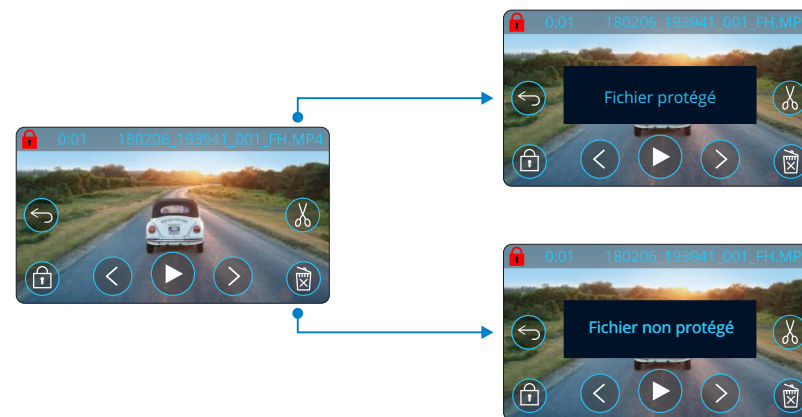 0:01 180206_193941_001_FH.MP4
0:01 180206_193941_001_FH.MP
Fichier protégé
0:01 180206_193941_001_FH.MP
Fichier non protégé